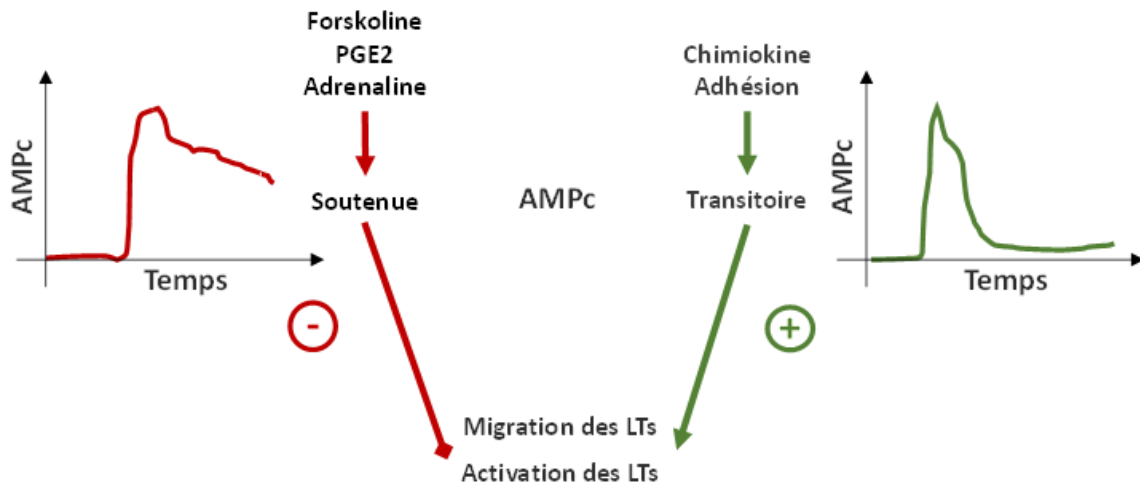 Forskoline
PGE2
Adrenaline
Chimiokine
Adhésion
AMPc
Temps
Soutenue
AMPc
Transitoire
AMPc
Temps
-
+
Migration des LTs
Activation des LTs